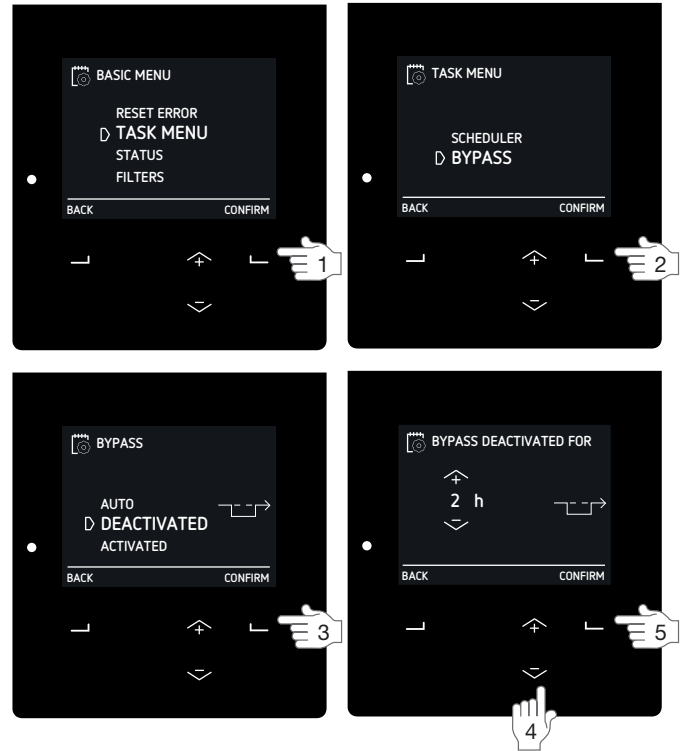 BASIC MENU
RESET ERROR
TASK MENU
STATUS
FILTERS
BACK CONFIRM
1
TASK MENU
SCHEDULER
BYPASS
BACK CONFIRM
2
BYPASS
AUTO
DEACTIVATED
ACTIVATED
BACK CONFIRM
3
BYPASS DEACTIVATED FOR
2 h
BACK CONFIRM
5
4